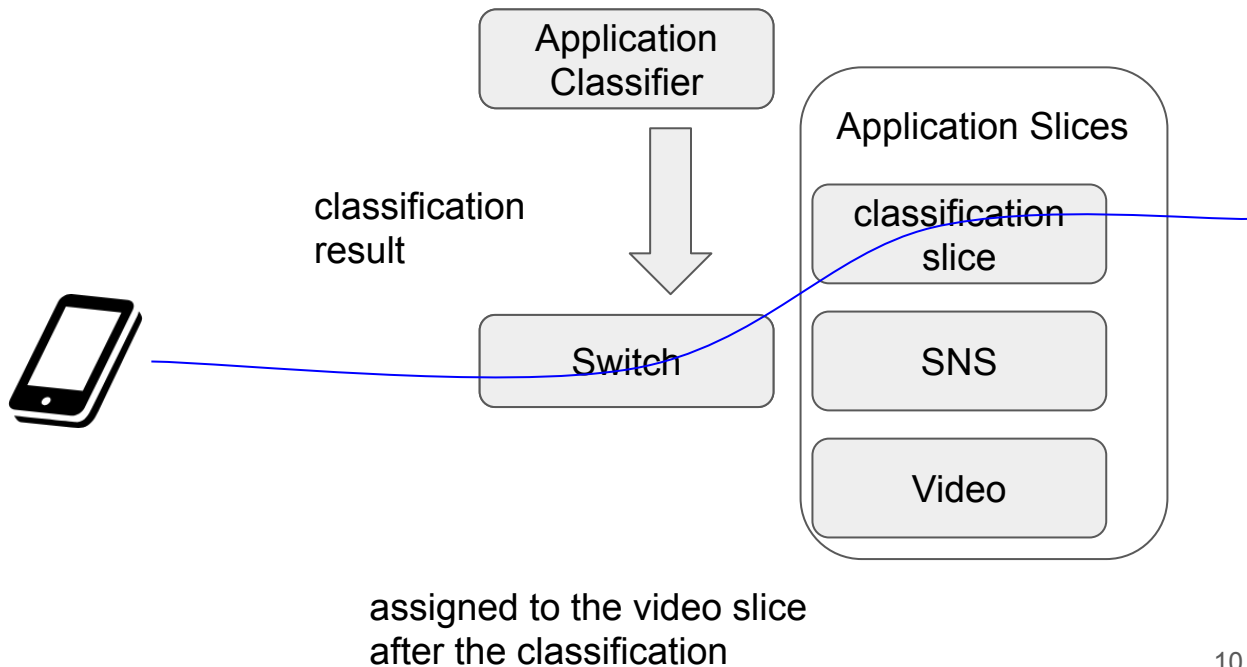 Application
Classifier
Application Slices
classification
result
classification
slice
Switch
SNS
Video
assigned to the video slice
after the classification
10